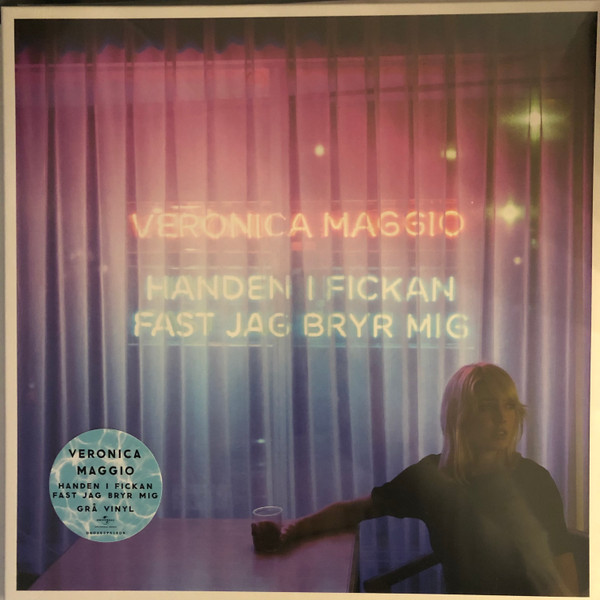 VERONICA MAGGIO
HANDEN I FICKAN
FAST JAG BRYR MIG
VERONICA
MAGGIO
HANDEN I FICKAN
FAST JAG BRYR MIG
GRÅ VINYL